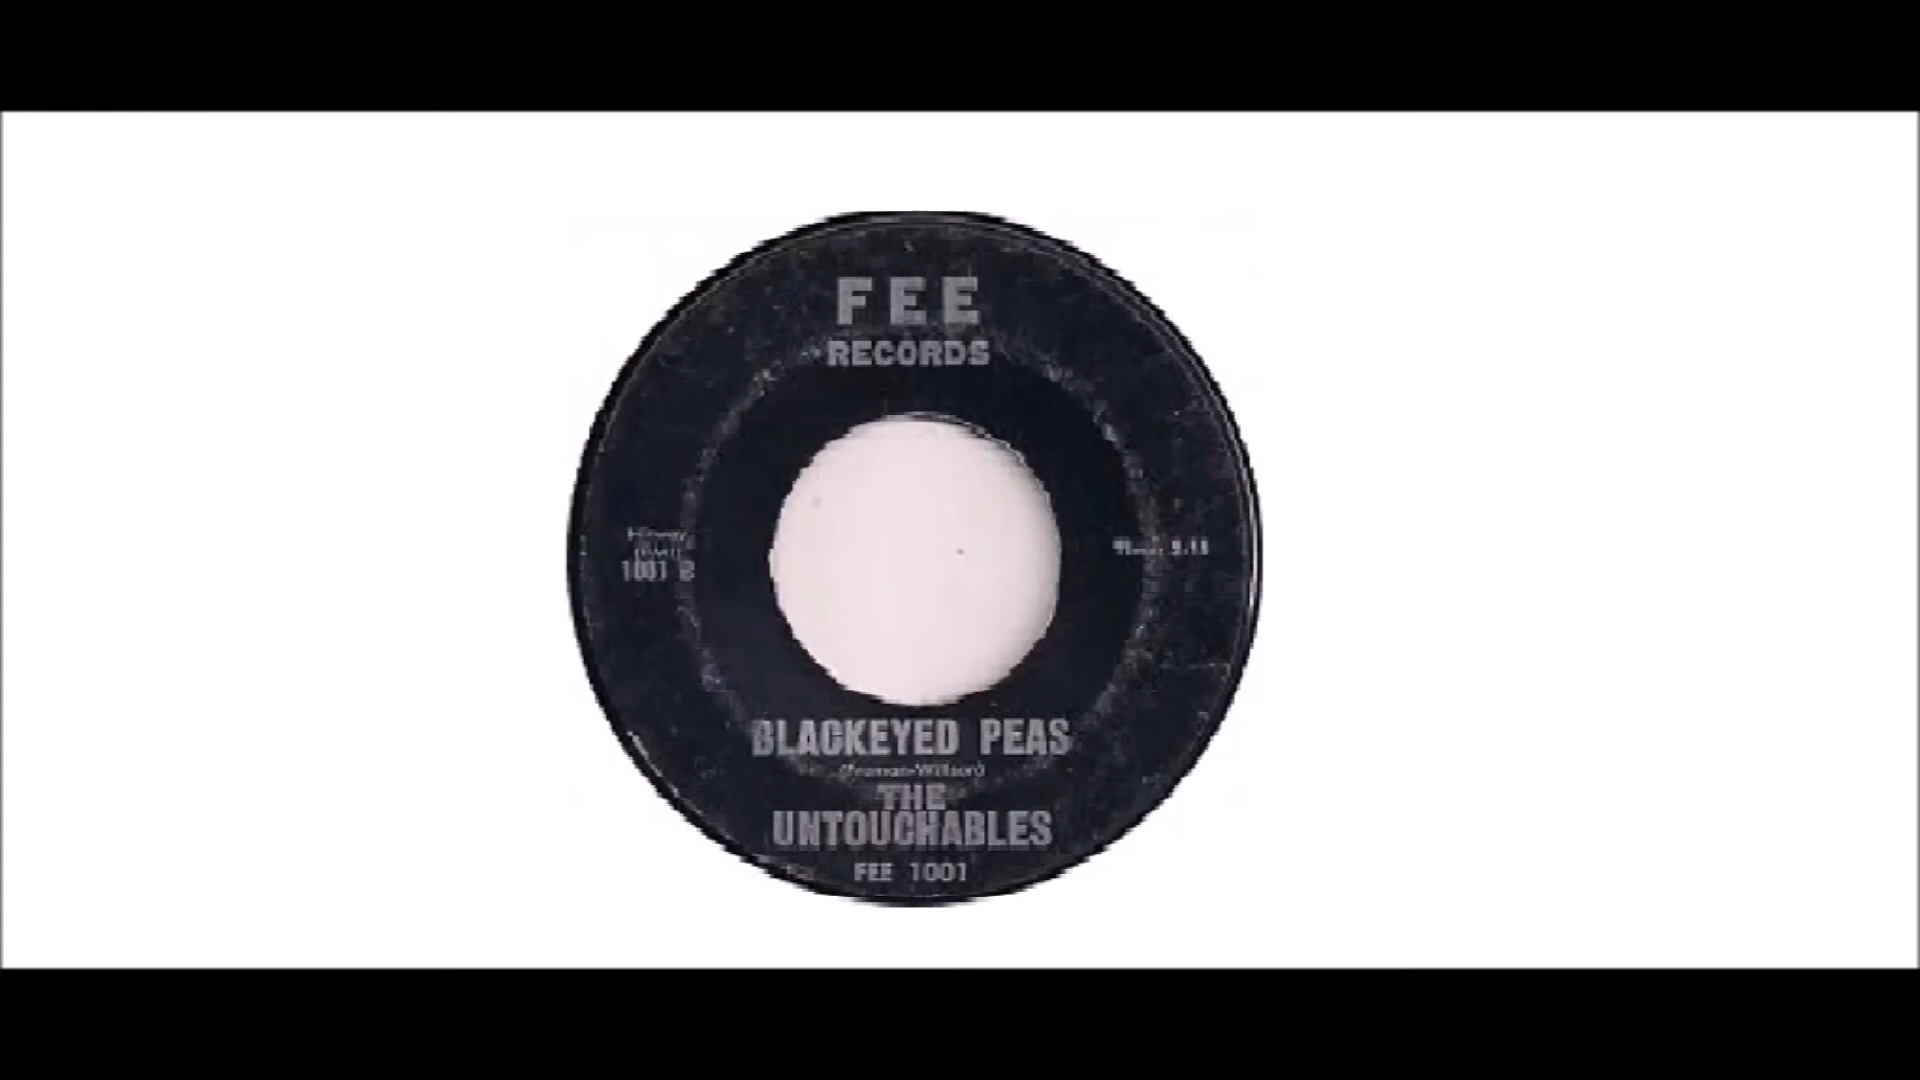 FEE
RECORDS
1001 B
BLACKEYED PEAS
THE
UNTOUCHABLES
FEE 1001